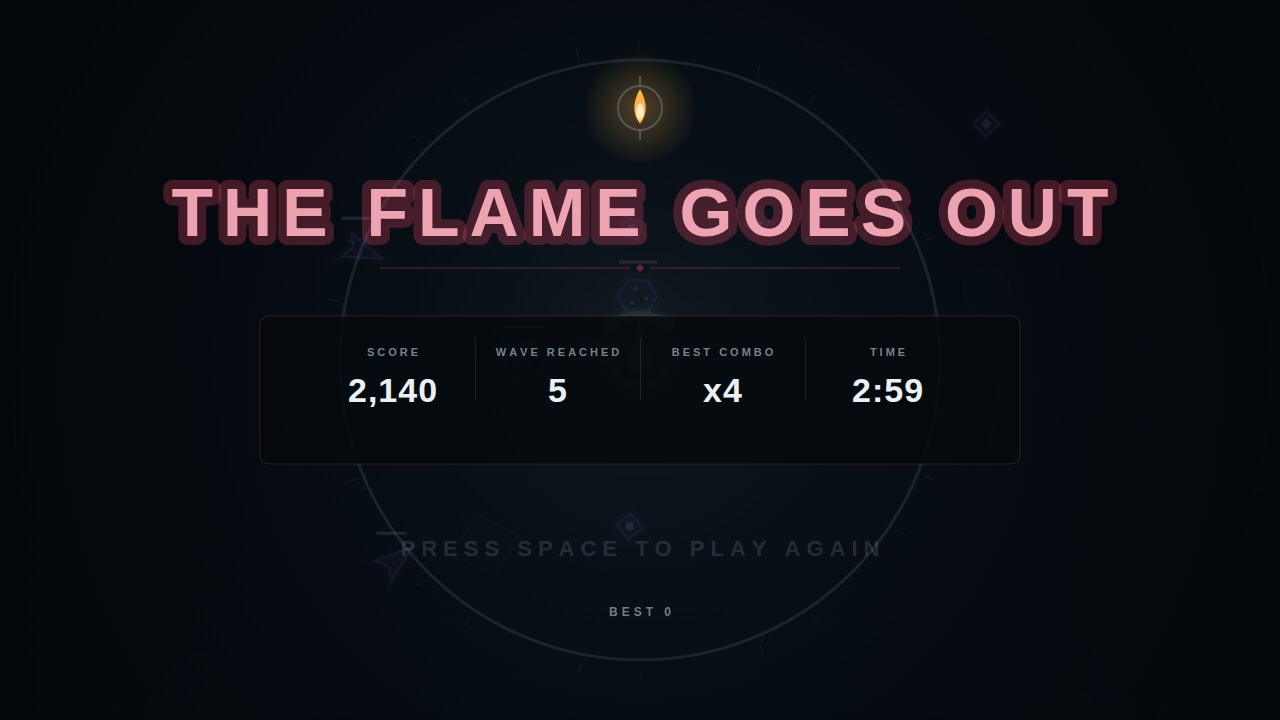 THE FLAME GOES OUT
SCORE WAVE REACHED BEST COMBO TIME
2,140 5 x4 2:59
PRESS SPACE TO PLAY AGAIN
BEST 0